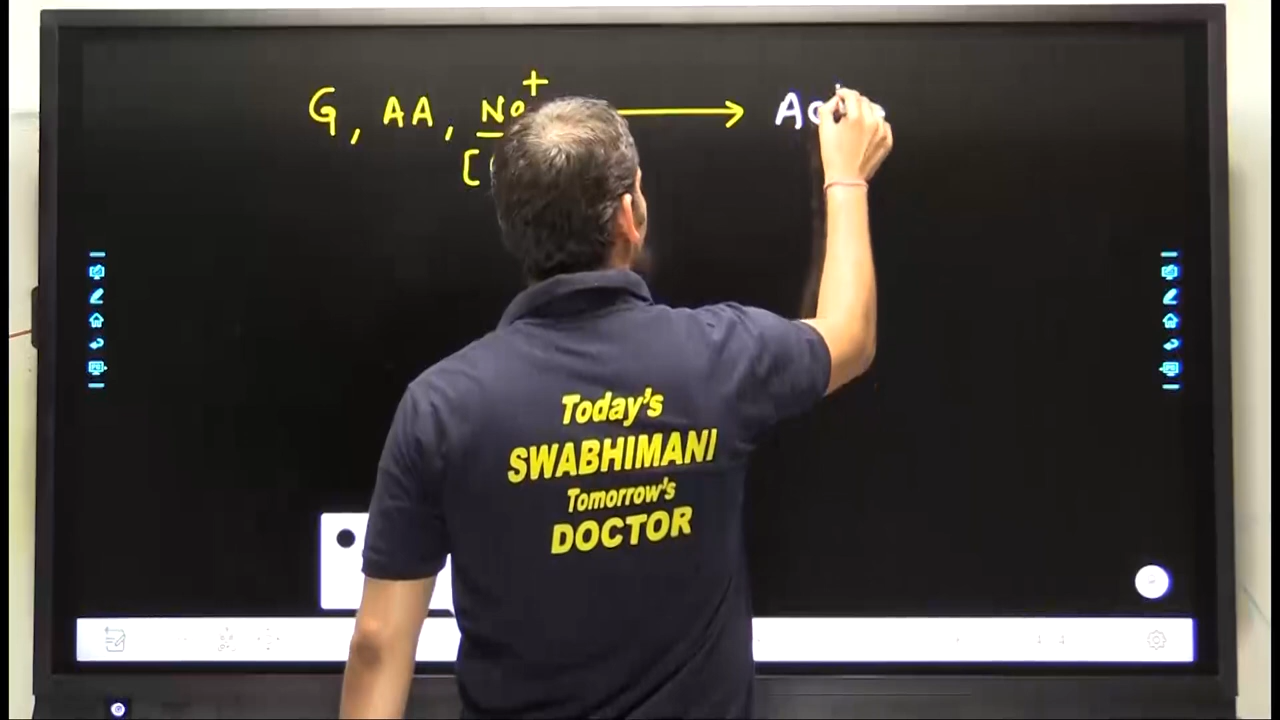 G, AA, Na+ → Ac
[
Today's
SWABHIMANI
Tomorrow's
DOCTOR